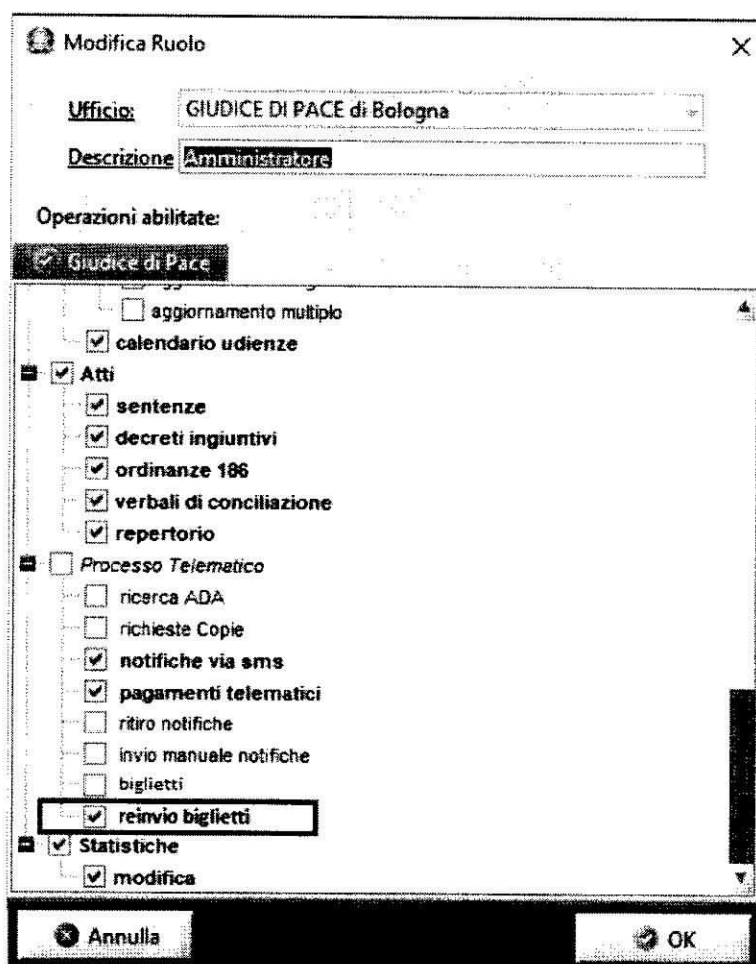 Modifica Ruolo
Ufficio: GIUDICE DI PACE di Bologna
Descrizione Amministratore
Operazioni abilitate:
Giudice di Pace
aggiornamento multiplo
calendario udienze
Atti
sentenze
decreti ingiuntivi
ordinanze 186
verbali di conciliazione
repertorio
Processo Telematico
ricerca ADA
richieste Copie
notifiche via sms
pagamenti telematici
ritiro notifiche
invio manuale notifiche
biglietti
reinvio biglietti
Statistiche
modifica
Annulla OK